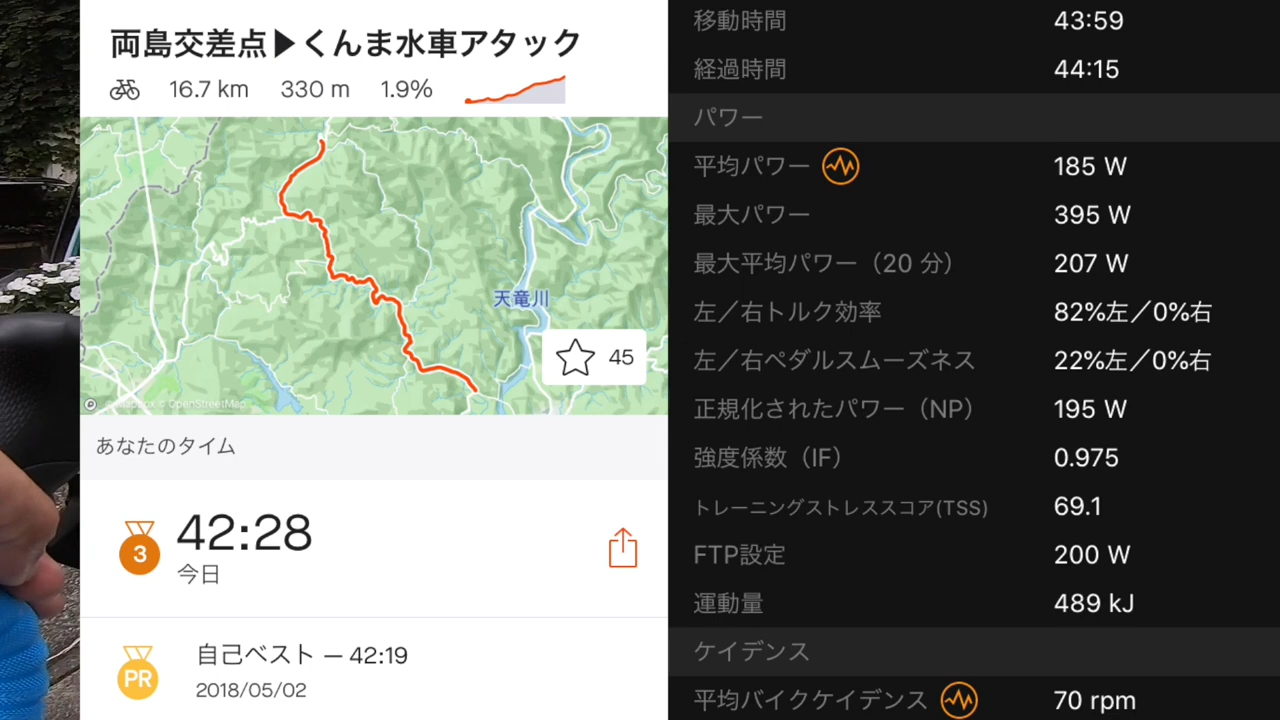 両島交差点▶くんま水車アタック
16.7 km 330 m 1.9%
天竜川
45
© Mapbox © OpenStreetMap
あなたのタイム
3
42:28
今日
PR
自己ベスト — 42:19
2018/05/02
移動時間 43:59
経過時間 44:15
パワー
平均パワー 185 W
最大パワー 395 W
最大平均パワー（20 分） 207 W
左／右トルク効率 82%左／0%右
左／右ペダルスムーズネス 22%左／0%右
正規化されたパワー（NP） 195 W
強度係数（IF） 0.975
トレーニングストレススコア(TSS) 69.1
FTP設定 200 W
運動量 489 kJ
ケイデンス
平均バイクケイデンス 70 rpm